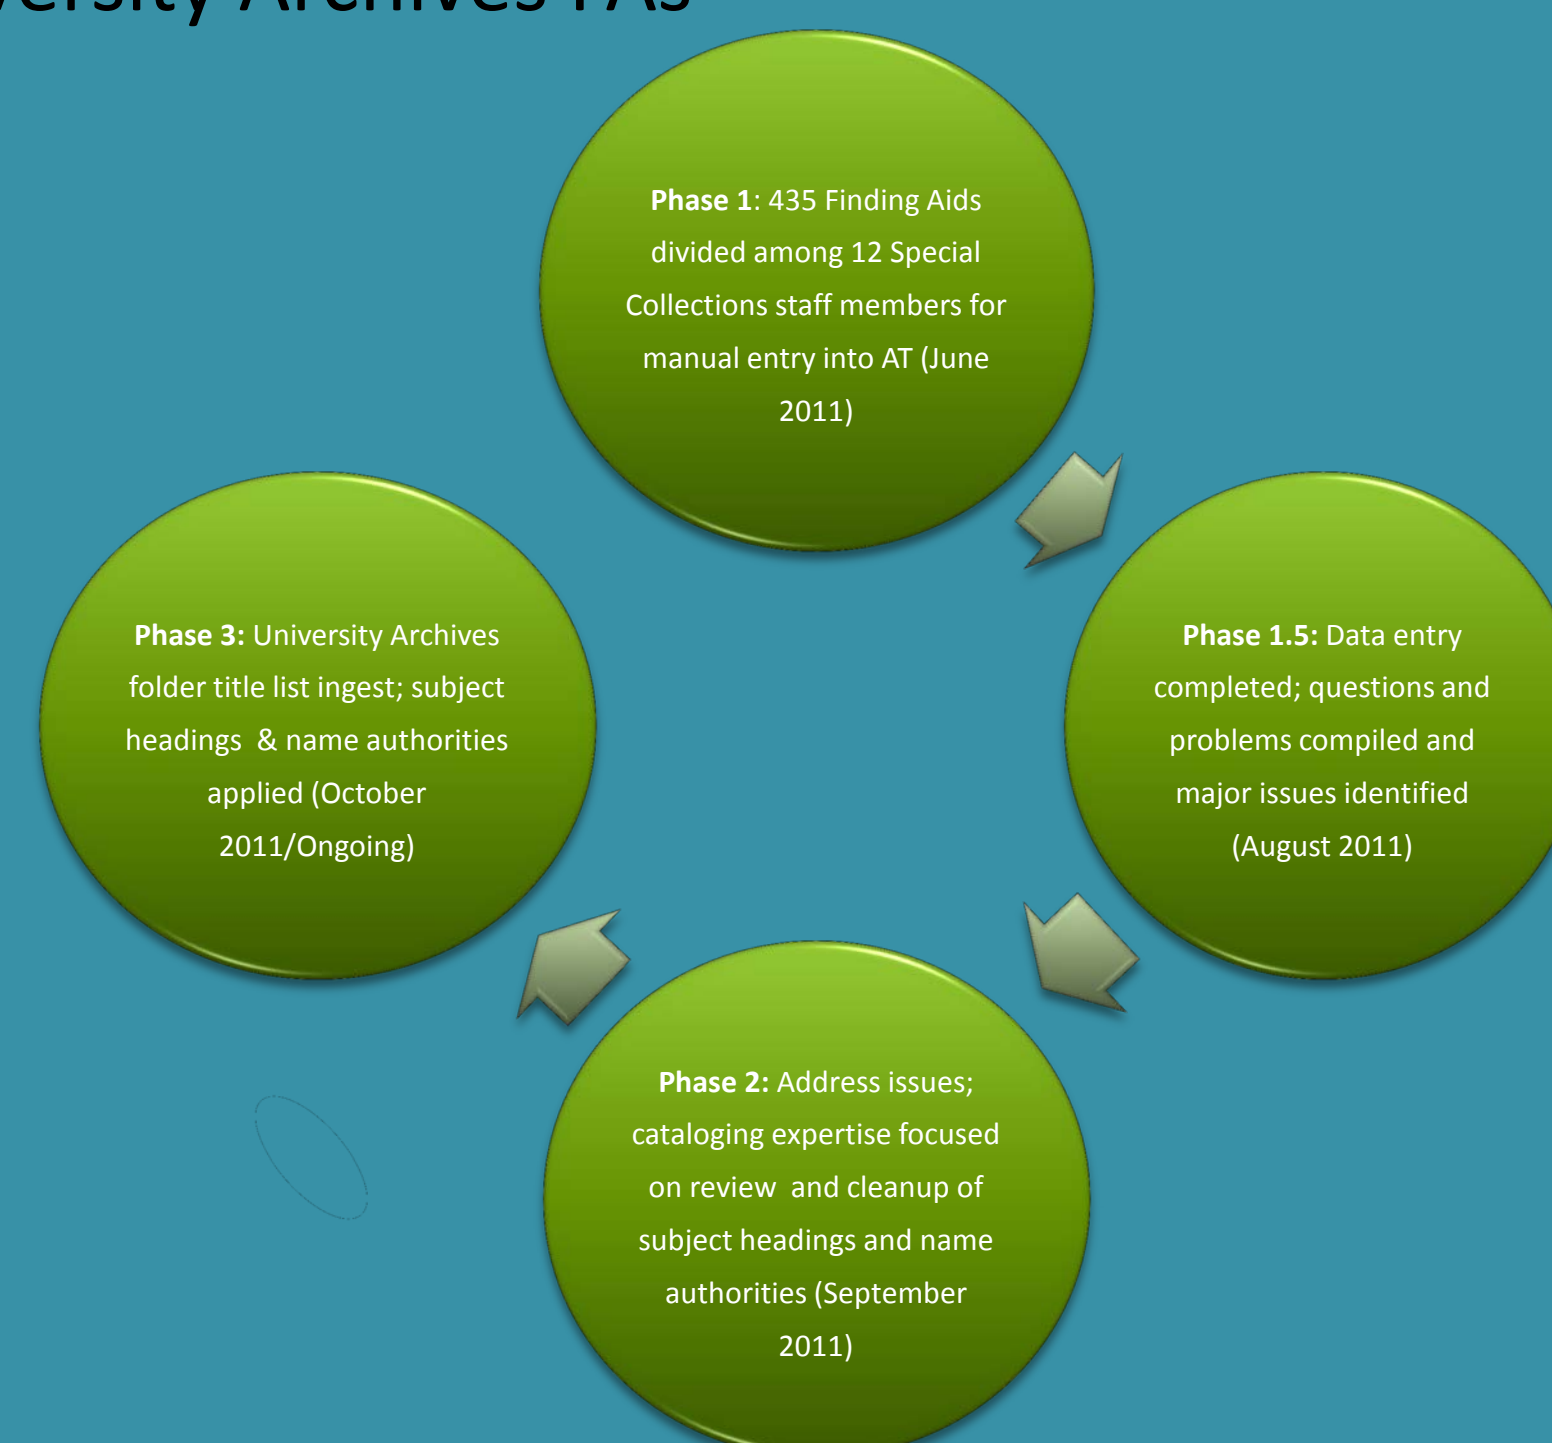 Archives FAs
Phase 1: 435 Finding Aids
divided among 12 Special
Collections staff members for
manual entry into AT (June
2011)
Phase 1.5: Data entry
completed; questions and
problems compiled and
major issues identified
(August 2011)
Phase 2: Address issues;
cataloging expertise focused
on review and cleanup of
subject headings and name
authorities (September
2011)
Phase 3: University Archives
folder title list ingest; subject
headings & name authorities
applied (October
2011/Ongoing)